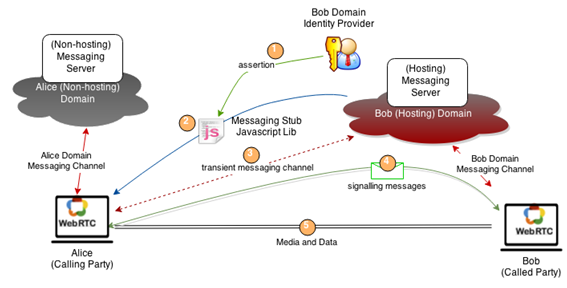 Bob Domain
Identity Provider
(Non-hosting)
Messaging
Server
Alice (Non-hosting)
Domain
1
assertion
(Hosting)
Messaging
Server
Bob (Hosting) Domain
2
js
Messaging Stub
Javascript Lib
3
transient messaging channel
4
signalling messages
Alice Domain
Messaging Channel
Bob Domain
Messaging Channel
WebRTC
Alice
(Calling Party)
5
Media and Data
WebRTC
Bob
(Called Party)